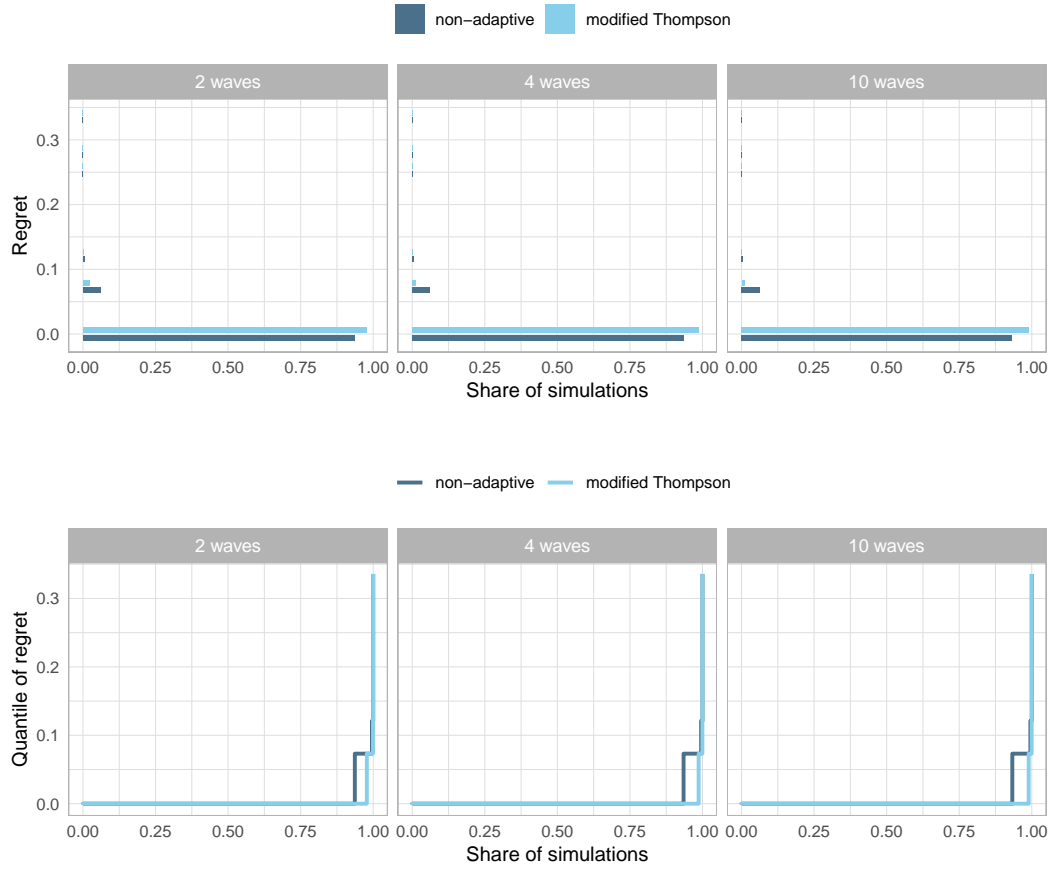 non−adaptive modified Thompson
2 waves 4 waves 10 waves
0.3
0.2
0.1
0.0
Regret
0.00 0.25 0.50 0.75 1.00 0.00 0.25 0.50 0.75 1.00 0.00 0.25 0.50 0.75 1.00
Share of simulations Share of simulations
non−adaptive modified Thompson
2 waves 4 waves 10 waves
0.3
0.2
0.1
0.0
Quantile of regret
0.00 0.25 0.50 0.75 1.00 0.00 0.25 0.50 0.75 1.00 0.00 0.25 0.50 0.75 1.00
Share of simulations